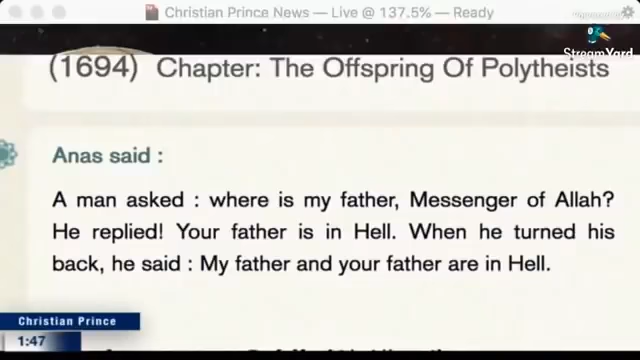 Christian Prince News — Live @ 137.5% — Ready
StreamYard
(1694) Chapter: The Offspring Of Polytheists
Anas said :
A man asked : where is my father, Messenger of Allah?
He replied! Your father is in Hell. When he turned his
back, he said : My father and your father are in Hell.
Christian Prince
1:47